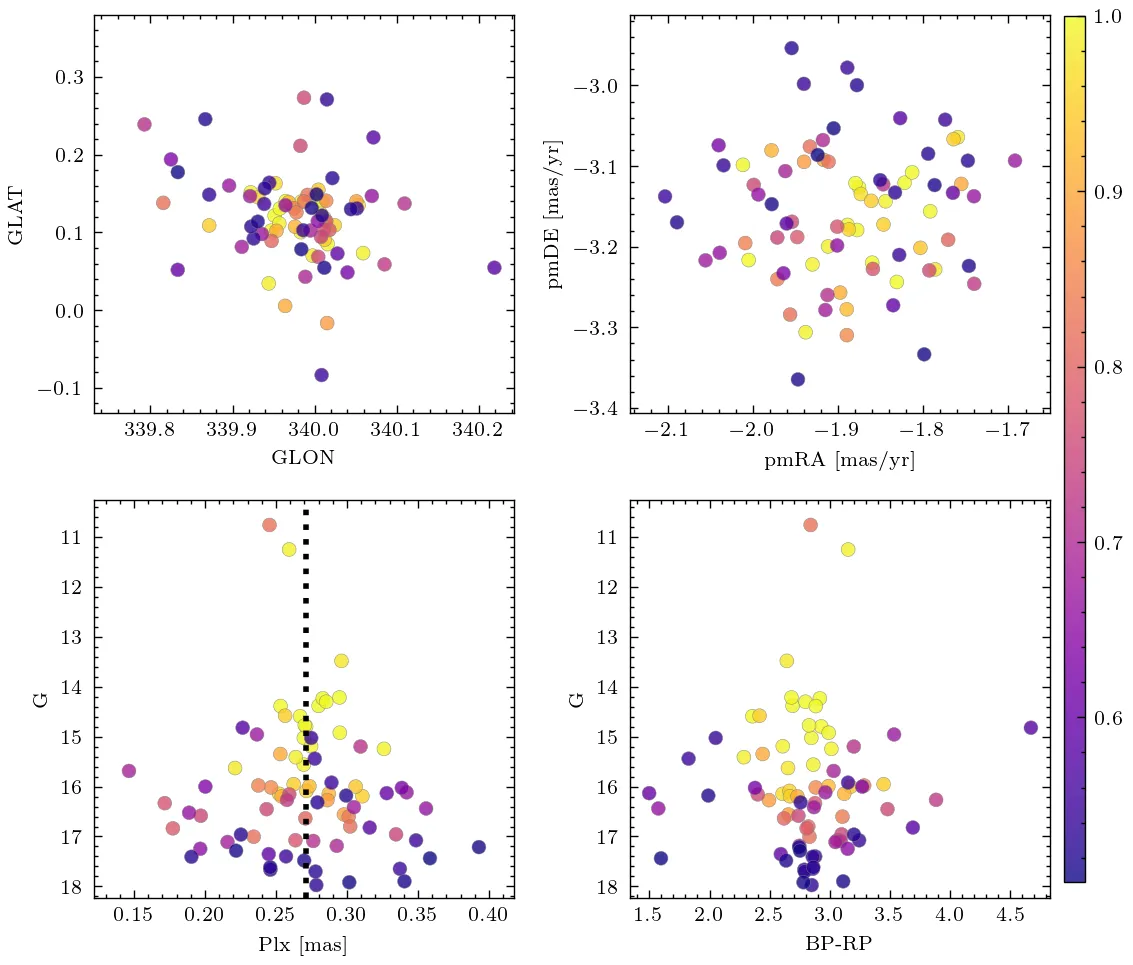 0.3
0.2
0.1
0.0
−0.1
GLAT
339.8 339.9 340.0 340.1 340.2
GLON
−3.0
−3.1
−3.2
−3.3
−3.4
pmDE [mas/yr]
−2.1 −2.0 −1.9 −1.8 −1.7
pmRA [mas/yr]
1.0
0.9
0.8
0.7
0.6
11
12
13
14
15
16
17
18
G
0.15 0.20 0.25 0.30 0.35 0.40
Plx [mas]
11
12
13
14
15
16
17
18
G
1.5 2.0 2.5 3.0 3.5 4.0 4.5
BP-RP